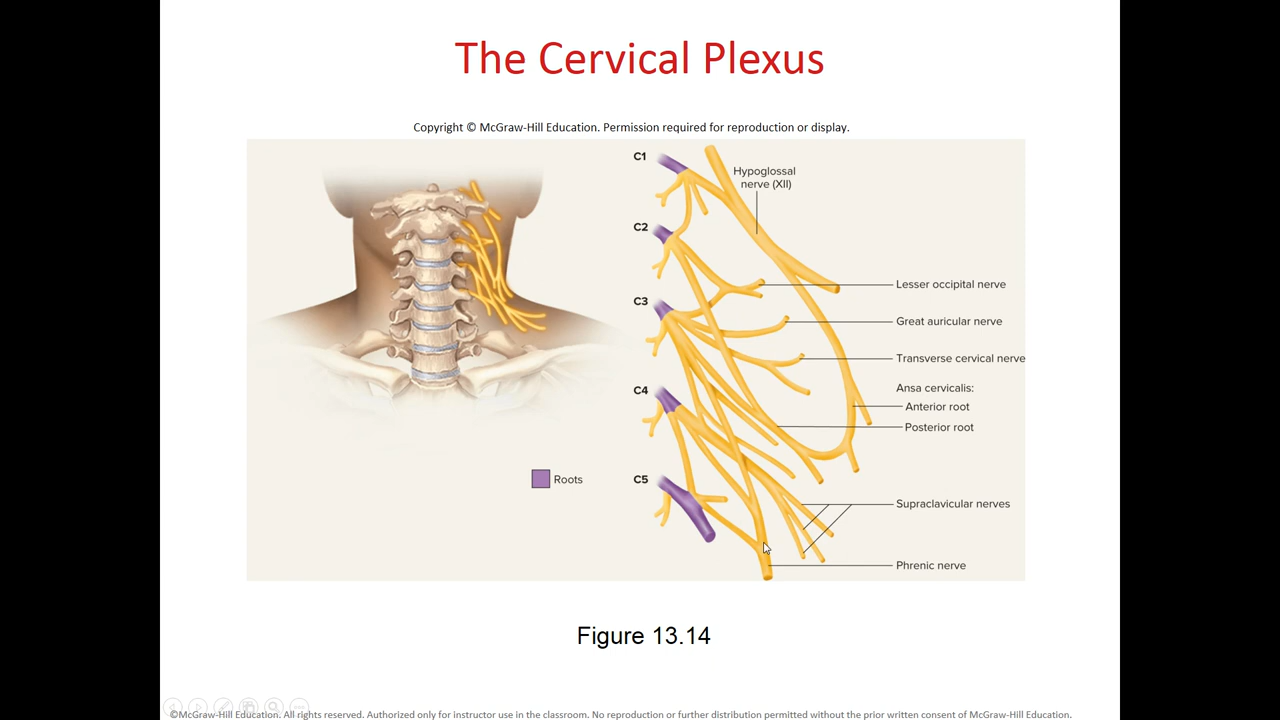 The Cervical Plexus
Copyright © McGraw-Hill Education. Permission required for reproduction or display.
C1
Hypoglossal
nerve (XII)
C2
Lesser occipital nerve
C3
Great auricular nerve
Transverse cervical nerve
C4
Ansa cervicalis:
Anterior root
Posterior root
Roots
C5
Supraclavicular nerves
Phrenic nerve
Figure 13.14
©McGraw-Hill Education. All rights reserved. Authorized only for instructor use in the classroom. No reproduction or further distribution permitted without the prior written consent of McGraw-Hill Education.